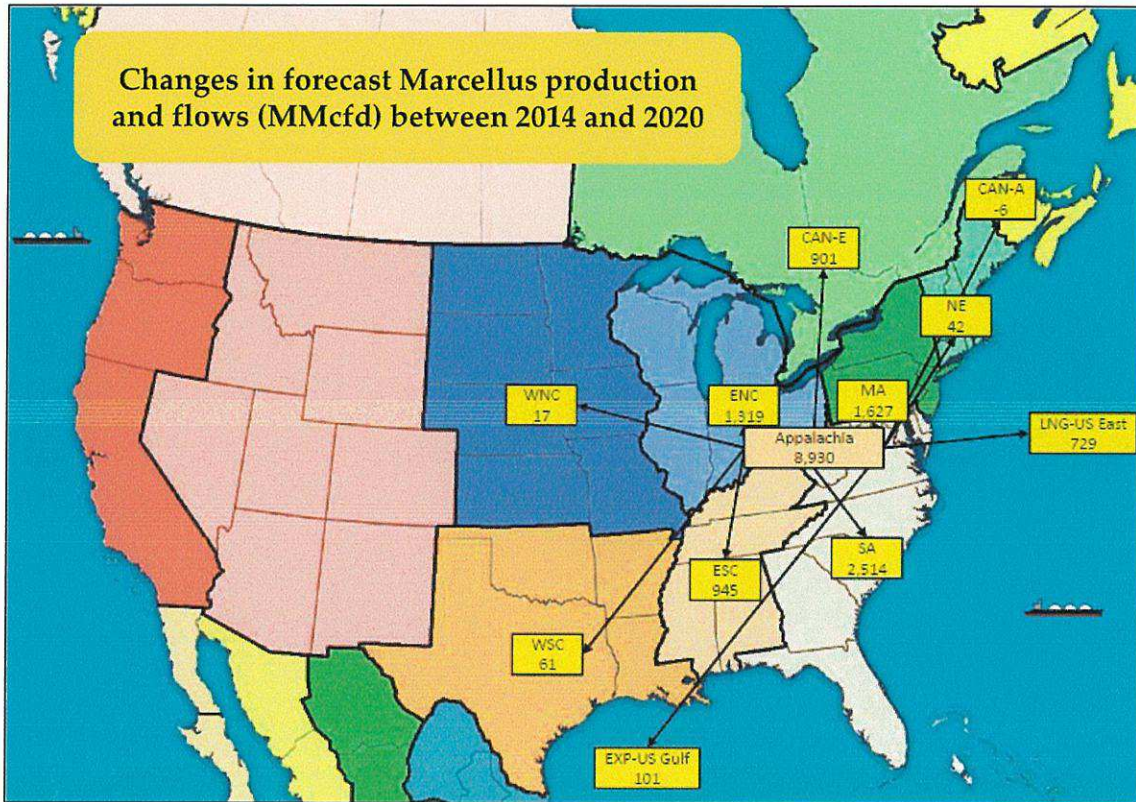 Changes in forecast Marcellus production
and flows (MMcfd) between 2014 and 2020
CAN-A
-6
CAN-E
901
NE
42
WNC
17
ENC
1,319
MA
1,627
LNG-US East
729
Appalachia
8,930
SA
2,514
ESC
945
WSC
61
EXP-US Gulf
101